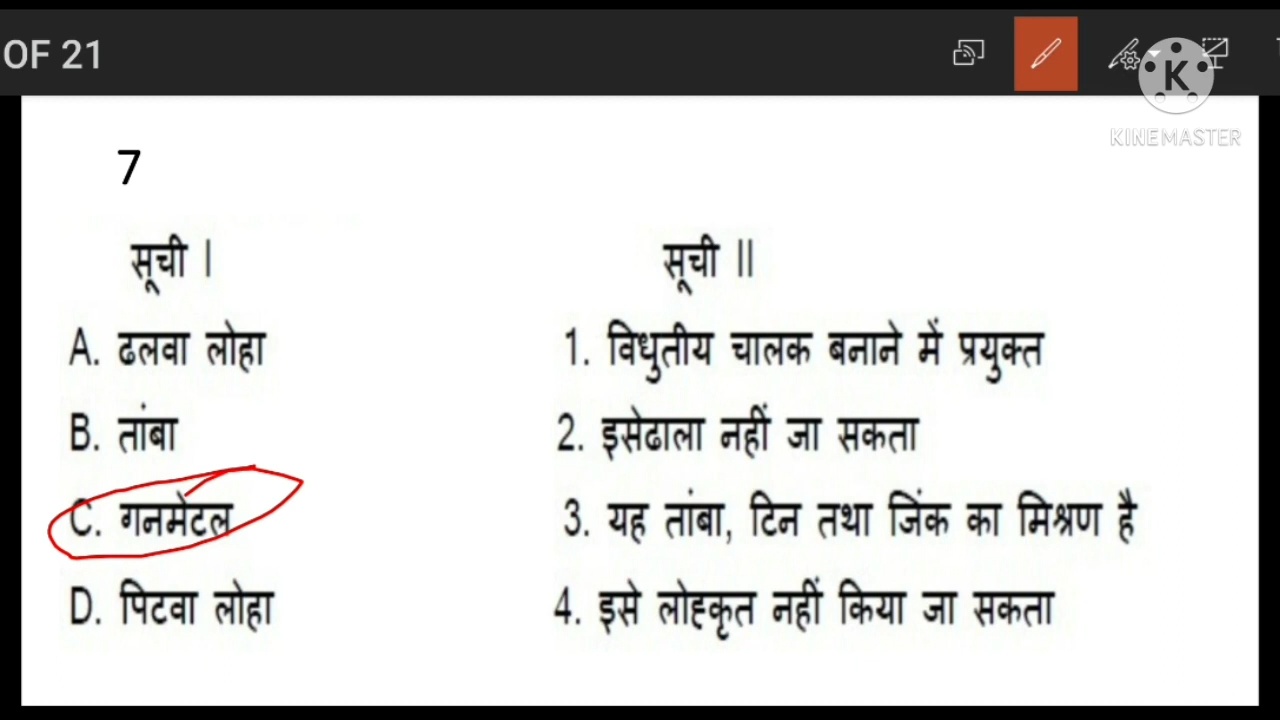 OF 21
K
KINEMASTER
7
सूची I
सूची II
A. ढलवा लोहा
1. विधुतीय चालक बनाने में प्रयुक्त
B. तांबा
2. इसेढाला नहीं जा सकता
C. गनमेटल
3. यह तांबा, टिन तथा जिंक का मिश्रण है
D. पिटवा लोहा
4. इसे लोह्कृत नहीं किया जा सकता